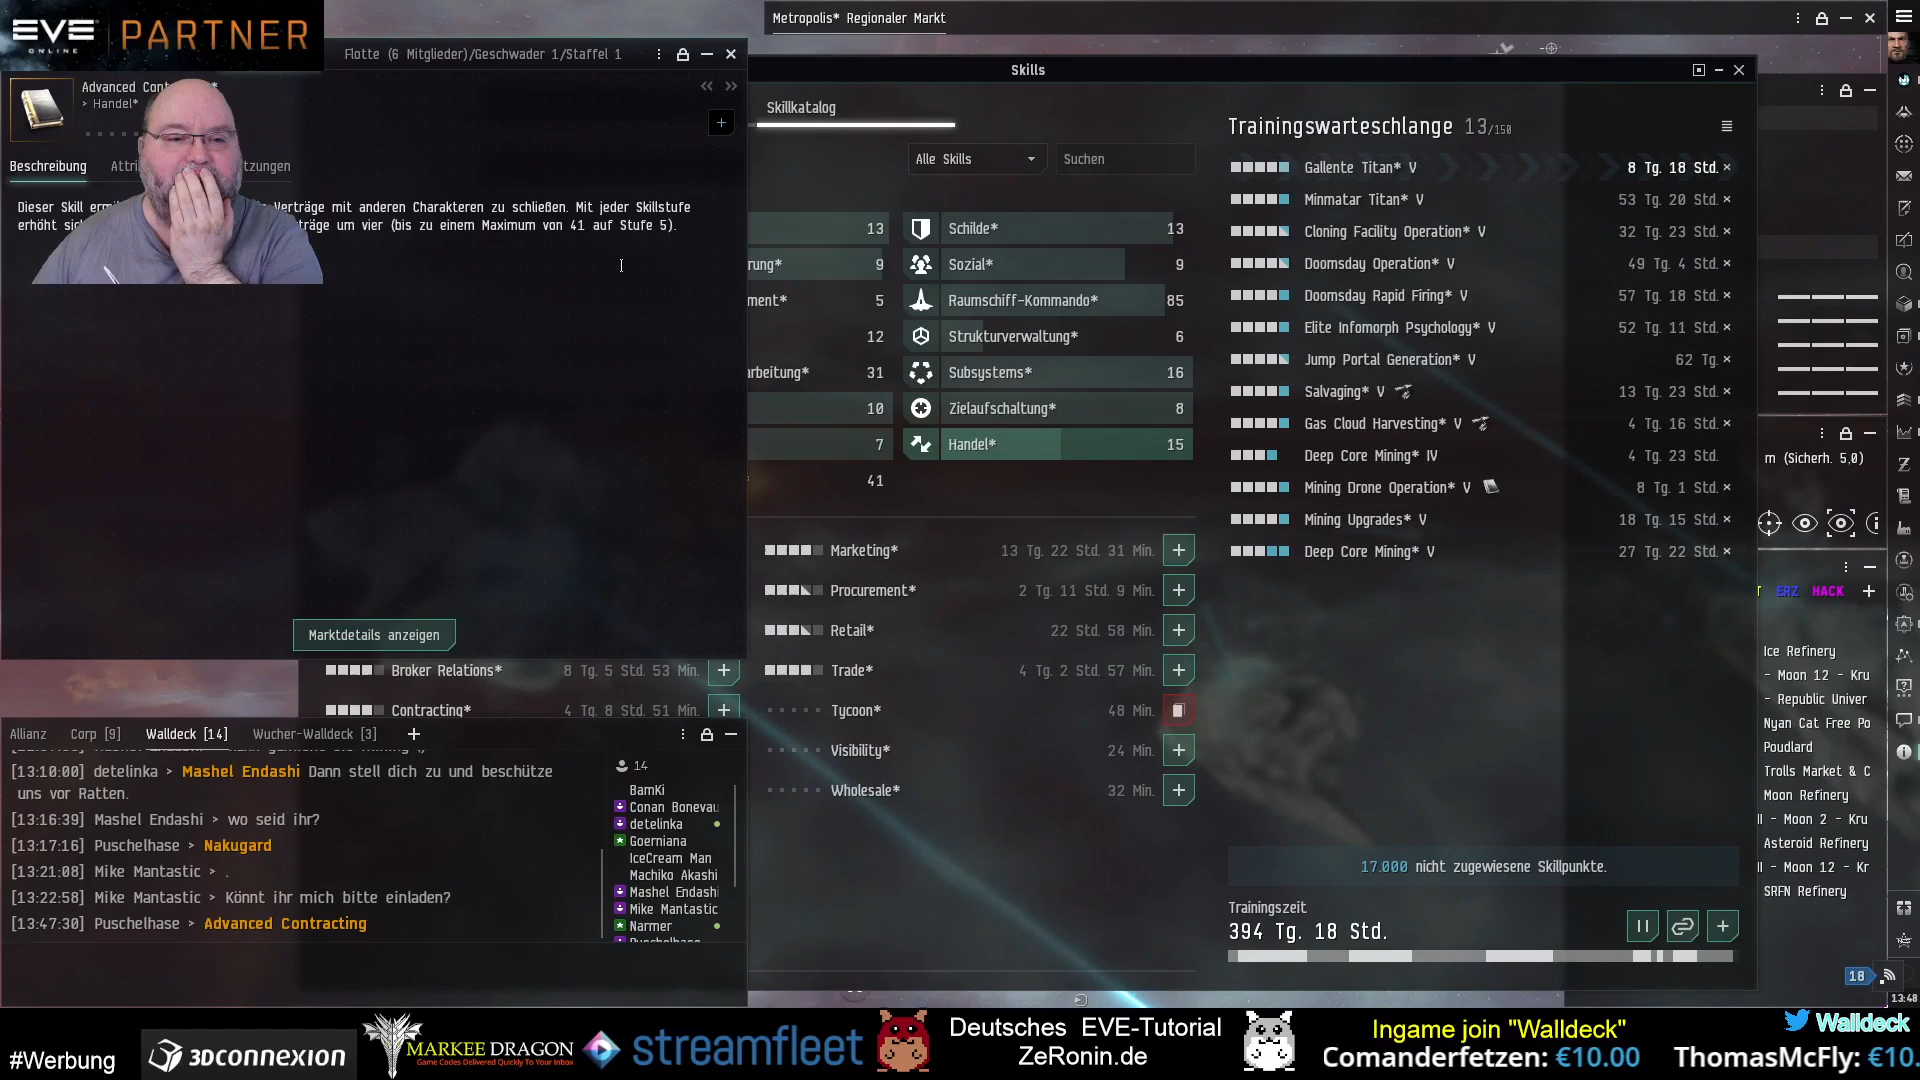 EVE ONLINE PARTNER
Metropolis* Regionaler Markt
Flotte (6 Mitglieder)/Geschwader 1/Staffel 1
Advanced
> Handel*
Beschreibung
Dieser Skill Verträge mit anderen Charakteren zu schließen. Mit jeder Skillstufe
erhöht um vier (bis zu einem Maximum von 41 auf Stufe 5).
Marktdetails anzeigen
Broker Relations* 8 Tg. 5 Std. 53 Min.
Contracting* 4 Tg. 8 Std. 51 Min.
Skills
Skillkatalog
Alle Skills
Suchen
13
9
5
12
31
10
7
41
Schilde* 13
Sozial* 9
Raumschiff-Kommando* 85
Strukturverwaltung* 6
Subsystems* 16
Zielaufschaltung* 8
Handel* 15
Marketing* 13 Tg. 22 Std. 31 Min.
Procurement* 2 Tg. 11 Std. 9 Min.
Retail* 22 Std. 58 Min.
Trade* 4 Tg. 2 Std. 57 Min.
Tycoon* 48 Min.
Visibility* 24 Min.
Wholesale* 32 Min.
Trainingswarteschlange 13/150
Gallente Titan* V 8 Tg. 18 Std.
Minmatar Titan* V 53 Tg. 20 Std.
Cloning Facility Operation* V 32 Tg. 23 Std.
Doomsday Operation* V 49 Tg. 4 Std.
Doomsday Rapid Firing* V 57 Tg. 18 Std.
Elite Infomorph Psychology* V 52 Tg. 11 Std.
Jump Portal Generation* V 62 Tg.
Salvaging* V 13 Tg. 23 Std.
Gas Cloud Harvesting* V 4 Tg. 16 Std.
Deep Core Mining* IV 4 Tg. 23 Std.
Mining Drone Operation* V 8 Tg. 1 Std.
Mining Upgrades* V 18 Tg. 15 Std.
Deep Core Mining* V 27 Tg. 22 Std.
17.000 nicht zugewiesene Skillpunkte.
Trainingszeit
394 Tg. 18 Std.
(Sicherh. 5,0)
ERZ HACK
Ice Refinery
- Moon 12 - Kru
- Republic Univer
Nyan Cat Free Po
Poudlard
Trolls Market & C
Moon Refinery
- Moon 2 - Kru
Asteroid Refinery
- Moon 12 - Kr
SRFN Refinery
18
13:48
Allianz Corp [9] Walldeck [14] Wucher-Walldeck [3]
[13:10:00] detelinka > Mashel Endashi Dann stell dich zu und beschütze
uns vor Ratten.
[13:16:39] Mashel Endashi > wo seid ihr?
[13:17:16] Puschelhase > Nakugard
[13:21:08] Mike Mantastic > .
[13:22:58] Mike Mantastic > Könnt ihr mich bitte einladen?
[13:47:30] Puschelhase > Advanced Contracting
14
BamKi
Conan Bonevau
detelinka
Goerniana
IceCream Man
Machiko Akashi
Mashel Endashi
Mike Mantastic
Narmer
Puschelhase
#Werbung
3DCONNEXION
MARKEE DRAGON
Game Codes Delivered Quickly To Your Inbox
streamfleet
Deutsches EVE-Tutorial
ZeRonin.de
Ingame join "Walldeck"
Walldeck
Comanderfetzen: €10.00 ThomasMcFly: €10.